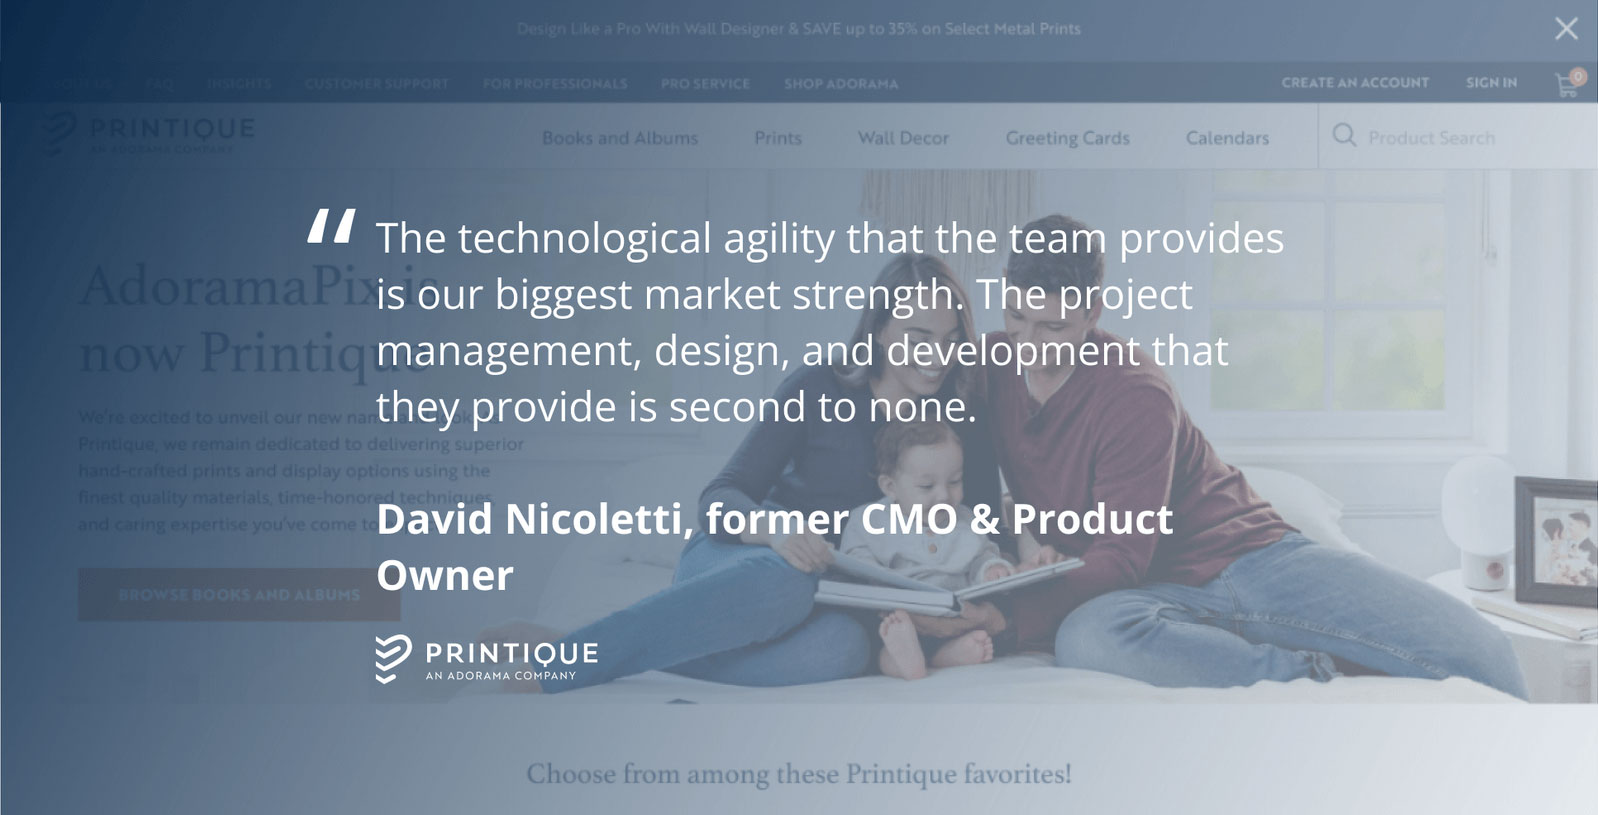 Design Like a Pro With Wall Designer & SAVE up to 35% on Select Metal Prints
ABOUT US FAQ INSIGHTS CUSTOMER SUPPORT FOR PROFESSIONALS PRO SERVICE SHOP ADORAMA CREATE AN ACCOUNT SIGN IN 0
PRINTIQUE
AN ADORAMA COMPANY
Books and Albums Prints Wall Decor Greeting Cards Calendars Product Search
“ The technological agility that the team provides
is our biggest market strength. The project
management, design, and development that
they provide is second to none.
David Nicoletti, former CMO & Product
Owner
PRINTIQUE
AN ADORAMA COMPANY
AdoramaPix is
now Printique
We're excited to unveil our new name
Printique, we remain dedicated to delivering superior
hand-crafted prints and display options using the
finest quality materials, time-honored techniques
and caring expertise you've come to
BROWSE BOOKS AND ALBUMS
Choose from among these Printique favorites!